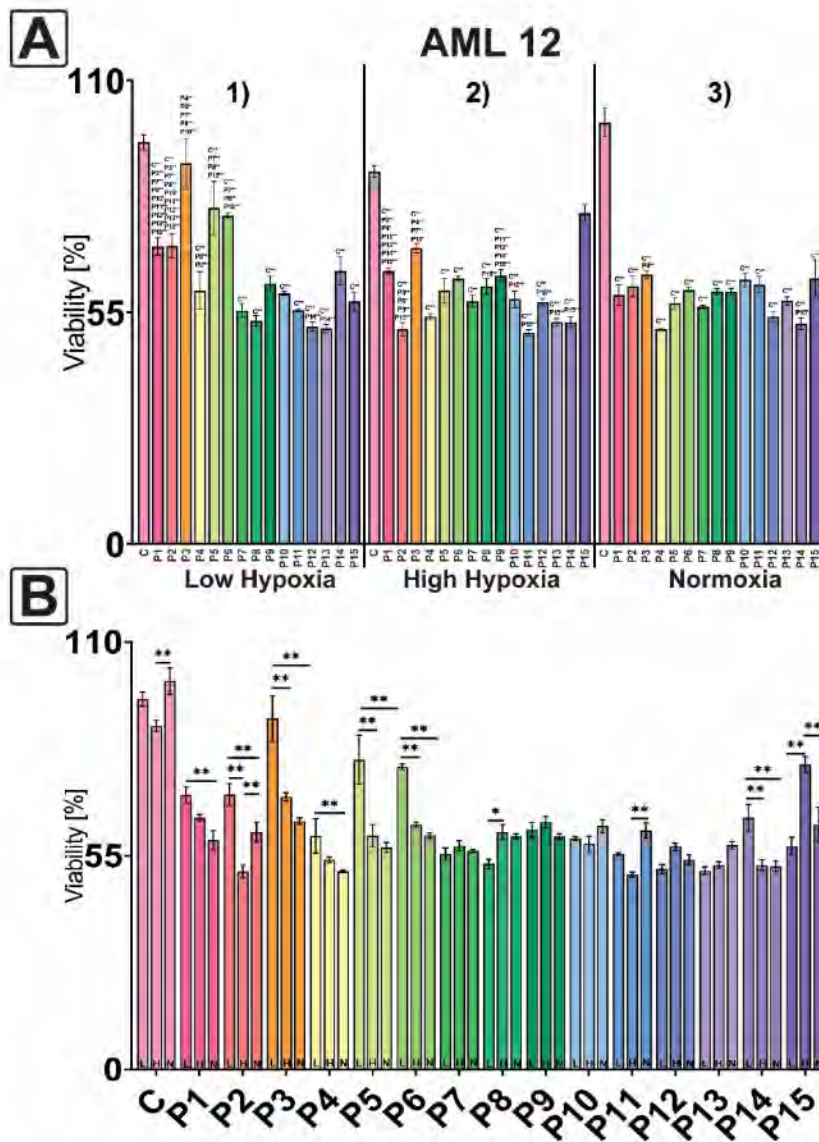 A
AML 12
110
1)
2)
3)
Viability [%]
55
0
C P1 P2 P3 P4 P5 P6 P7 P8 P9 P10 P11 P12 P13 P14 P15
C P1 P2 P3 P4 P5 P6 P7 P8 P9 P10 P11 P12 P13 P14 P15
C P1 P2 P3 P4 P5 P6 P7 P8 P9 P10 P11 P12 P13 P14 P15
Low Hypoxia
High Hypoxia
Normoxia
B
110
** ** ** ** ** ** ** ** ** ** ** ** ** * ** ** ** ** **
Viability [%]
55
0
L H N L H N L H N L H N L H N L H N L H N L H N L H N L H N L H N L H N L H N L H N L H N L H
C P1 P2 P3 P4 P5 P6 P7 P8 P9 P10 P11 P12 P13 P14 P15